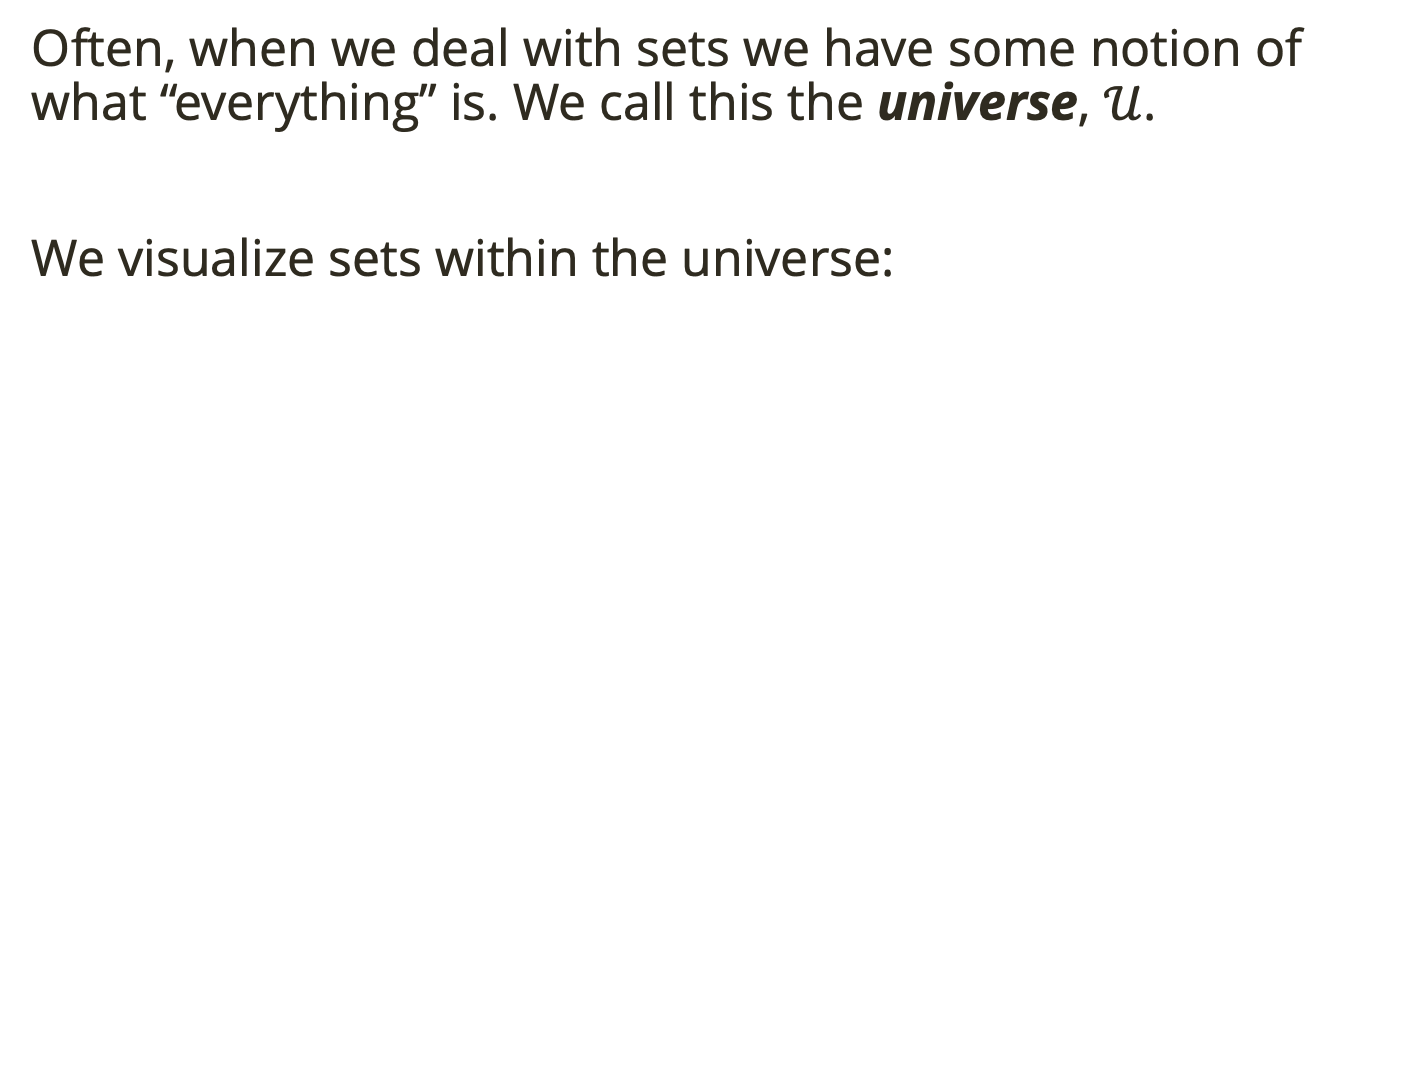 Often, when we deal with sets we have some notion of
what “everything” is. We call this the universe, 𝒰.
We visualize sets within the universe: